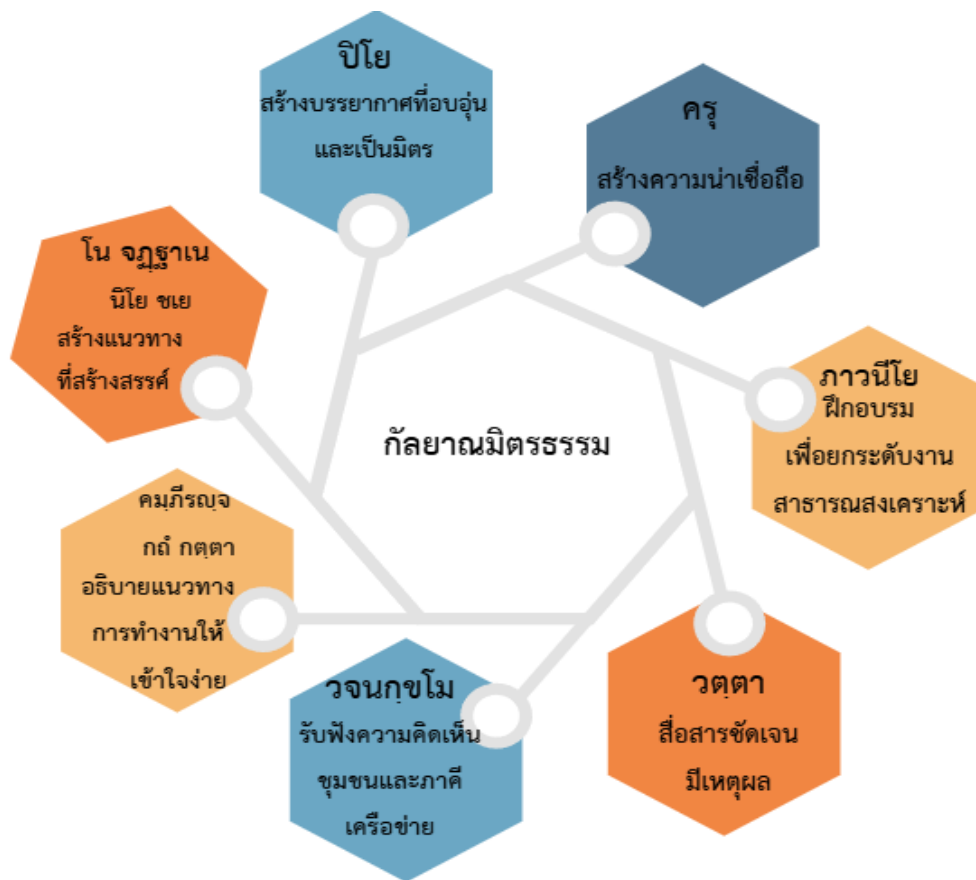 ปิโย
สร้างบรรยากาศที่อบอุ่น
และเป็นมิตร
ครุ
สร้างความน่าเชื่อถือ
ภาวนีโย
ฝึกอบรม
เพื่อยกระดับงาน
สาธารณสงเคราะห์
วตฺตา
สื่อสารชัดเจน
มีเหตุผล
วจนกฺขโม
รับฟังความคิดเห็น
ชุมชนและภาคี
เครือข่าย
คมฺภีรญฺจ
กถํ กตฺตา
อธิบายแนวทาง
การทำงานให้
เข้าใจง่าย
โน จฏฺฐาเน
นิโย ชเย
สร้างแนวทาง
ที่สร้างสรรค์
กัลยาณมิตรธรรม